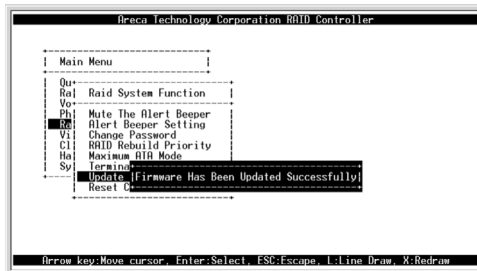 Areca Technology Corporation RAID Controller
Main Menu
Qu
Ra Raid System Function
Vo
Ph Mute The Alert Beeper
Ra Alert Beeper Setting
Vi Change Password
Cl RAID Rebuild Priority
Ha Maximum ATA Mode
Sy Termina
Update Firmware Has Been Updated Successfully
Reset C
Arrow key:Move cursor, Enter:Select, ESC:Escape, L:Line Draw, X:Redraw